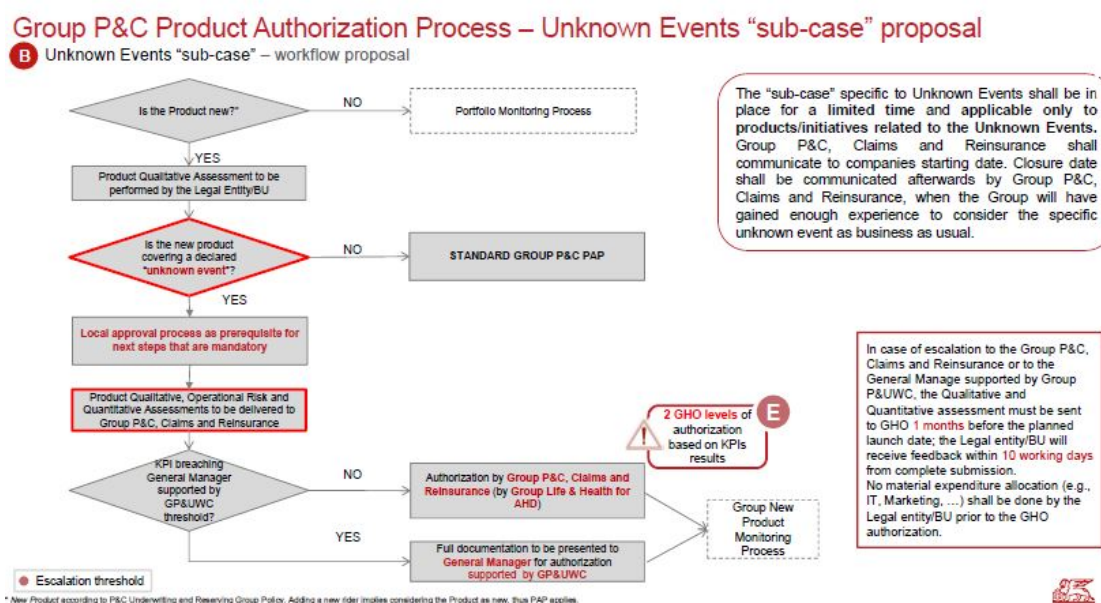 Group P&C Product Authorization Process – Unknown Events “sub-case” proposal
B Unknown Events “sub-case” – workflow proposal
Is the Product new?*
NO
Portfolio Monitoring Process
YES
Product Qualitative Assessment to be
performed by the Legal Entity/BU
Is the new product
covering a declared
“unknown event”?
NO
STANDARD GROUP P&C PAP
YES
Local approval process as prerequisite for
next steps that are mandatory
Product Qualitative, Operational Risk and
Quantitative Assessments to be delivered to
Group P&C, Claims and Reinsurance
KPI breaching
General Manager
supported by
GP&UWC
threshold?
NO
Authorization by Group P&C, Claims and
Reinsurance (by Group Life & Health for
AHD)
YES
Full documentation to be presented to
General Manager for authorization
supported by GP&UWC
2 GHO levels of
authorization
based on KPIs
results
E
!
Group New
Product
Monitoring
Process
The “sub-case” specific to Unknown Events shall be in
place for a limited time and applicable only to
products/initiatives related to the Unknown Events.
Group P&C, Claims and Reinsurance shall
communicate to companies starting date. Closure date
shall be communicated afterwards by Group P&C,
Claims and Reinsurance, when the Group will have
gained enough experience to consider the specific
unknown event as business as usual.
In case of escalation to the Group P&C,
Claims and Reinsurance or to the
General Manage supported by Group
P&UWC, the Qualitative and
Quantitative assessment must be sent
to GHO 1 months before the planned
launch date; the Legal entity/BU will
receive feedback within 10 working days
from complete submission.
No material expenditure allocation (e.g.,
IT, Marketing, ...) shall be done by the
Legal entity/BU prior to the GHO
authorization.
Escalation threshold
* New Product according to P&C Underwriting and Reserving Group Policy. Adding a new rider implies considering the Product as new, thus PAP applies.